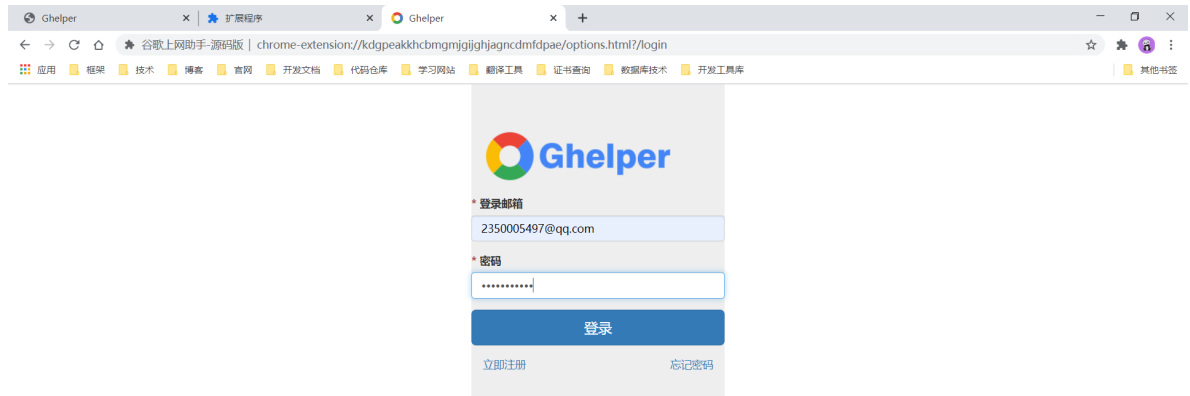 Ghelper
扩展程序
Ghelper
谷歌上网助手-源码版 | chrome-extension://kdgpeakkhcbmgmjgijghjagncdmfdpae/options.html?/login
应用 框架 技术 博客 官网 开发文档 代码仓库 学习网站 翻译工具 证书查询 数据库技术 开发工具库 其他书签
Ghelper
* 登录邮箱
2350005497@qq.com
* 密码
•••••••••••
登录
立即注册 忘记密码